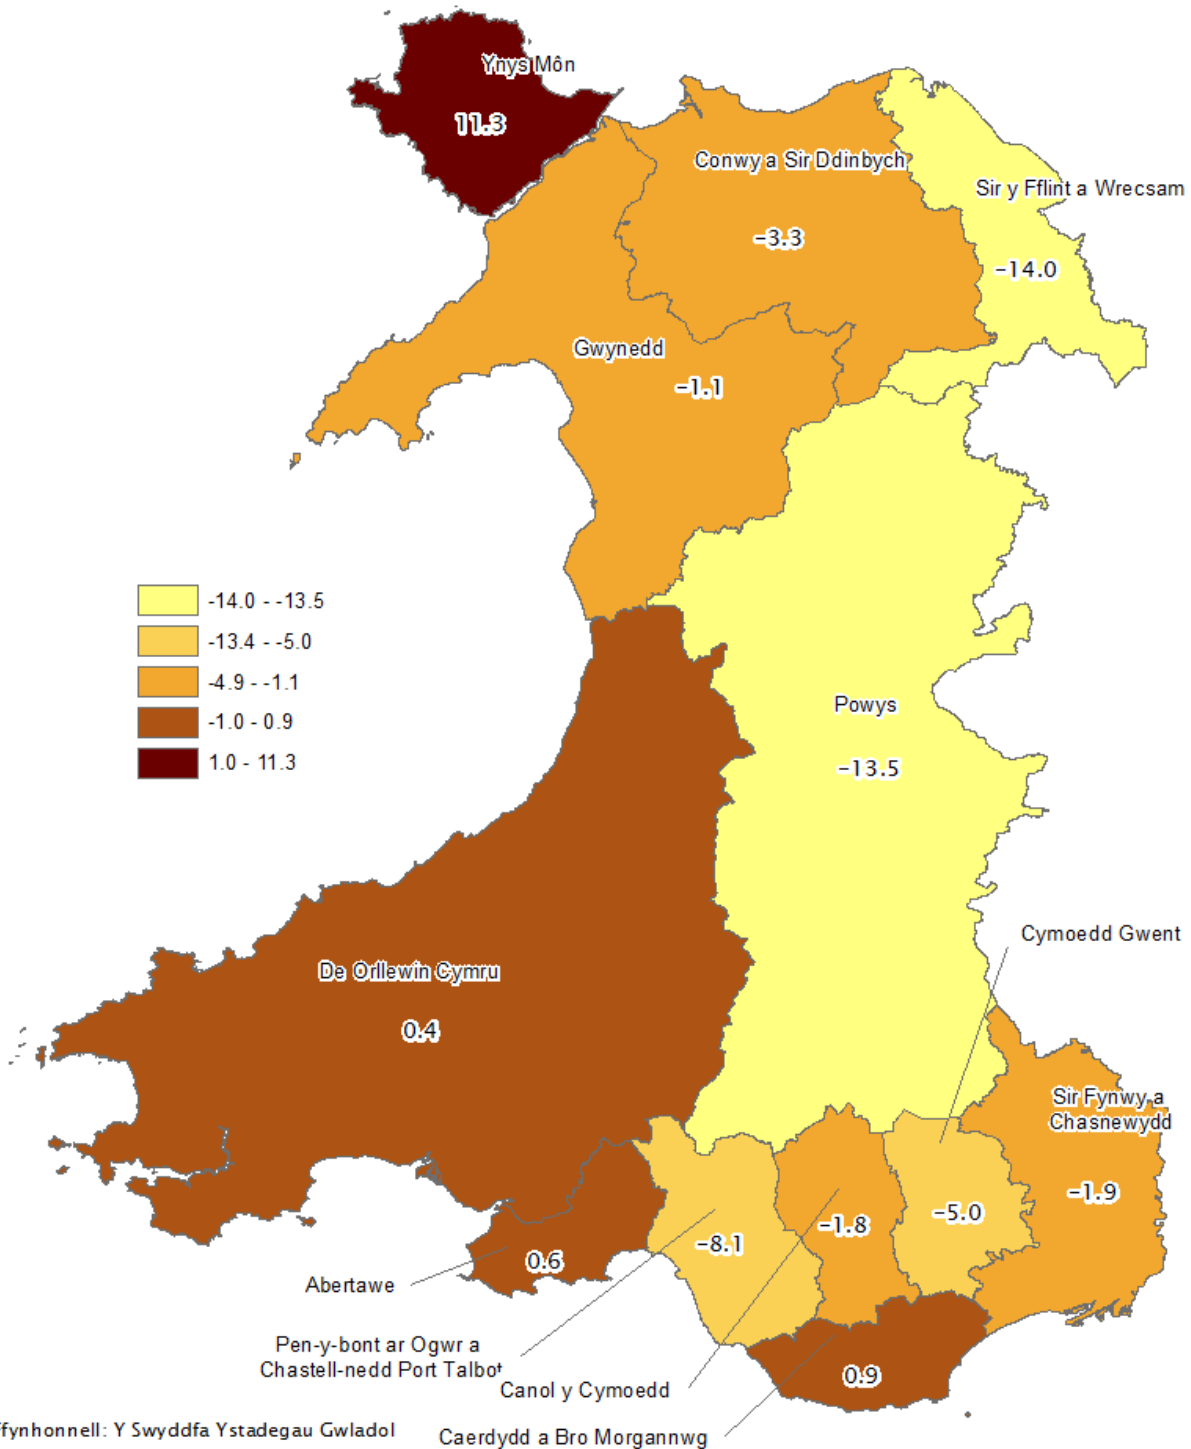 Ynys Môn
11.3
Conwy a Sir Ddinbych
Sir y Fflint a Wrecsam
-3.3
-14.0
Gwynedd
-1.1
-14.0 - -13.5
-13.4 - -5.0
-4.9 - -1.1
-1.0 - 0.9
1.0 - 11.3
Powys
-13.5
Cymoedd Gwent
De Orllewin Cymru
0.4
Sir Fynwy a
Chasnewydd
-1.9
-1.8
-5.0
-8.1
0.6
Abertawe
Pen-y-bont ar Ogwr a
Chastell-nedd Port Talbot
Canol y Cymoedd
0.9
Caerdydd a Bro Morgannwg
ffynhonnell: Y Swyddfa Ystadegau Gwladol